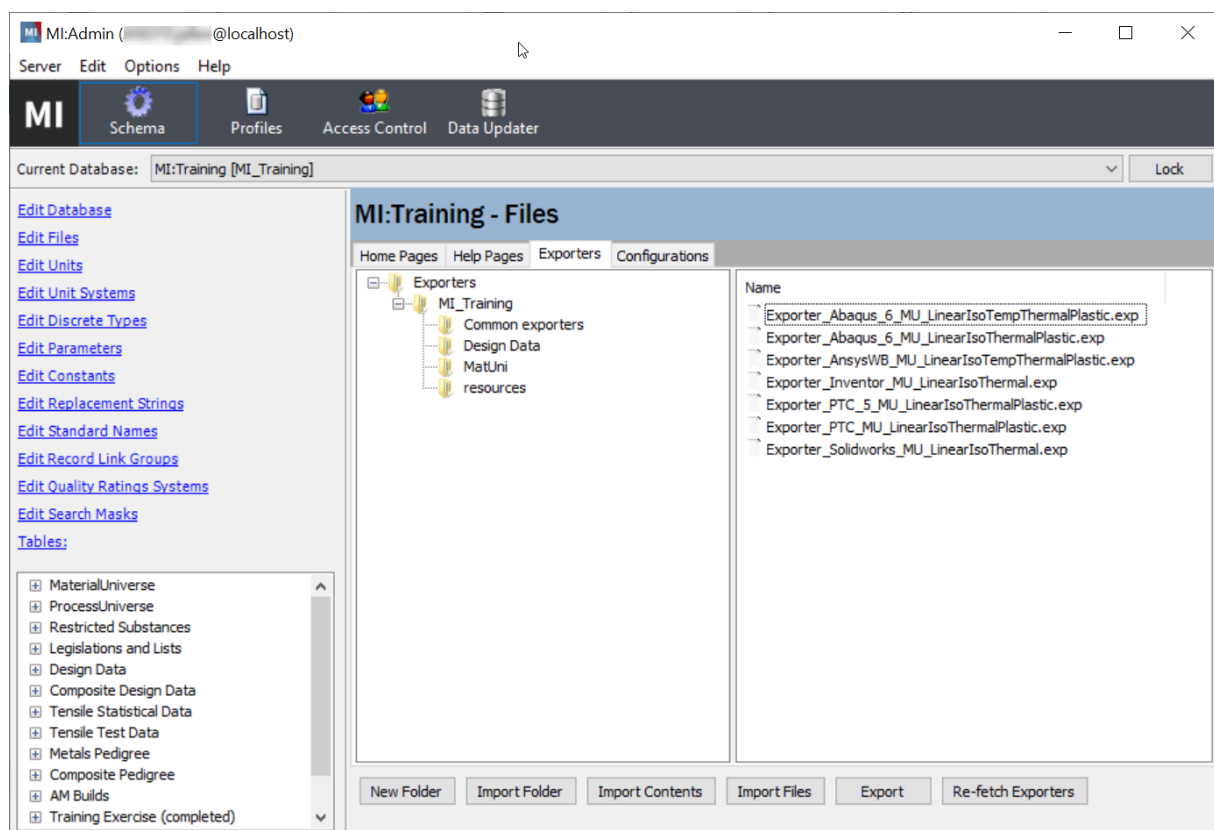 MI:Admin ( @localhost)
Server Edit Options Help
MI Schema Profiles Access Control Data Updater
Current Database: MI:Training [MI_Training] Lock
Edit Database
Edit Files
Edit Units
Edit Unit Systems
Edit Discrete Types
Edit Parameters
Edit Constants
Edit Replacement Strings
Edit Standard Names
Edit Record Link Groups
Edit Quality Ratings Systems
Edit Search Masks
Tables:
MaterialUniverse
ProcessUniverse
Restricted Substances
Legislations and Lists
Design Data
Composite Design Data
Tensile Statistical Data
Tensile Test Data
Metals Pedigree
Composite Pedigree
AM Builds
Training Exercise (completed)
MI:Training - Files
Home Pages Help Pages Exporters Configurations
Exporters
MI_Training
Common exporters
Design Data
MatUni
resources
Name
Exporter_Abaqus_6_MU_LinearIsoTempThermalPlastic.exp
Exporter_Abaqus_6_MU_LinearIsoThermalPlastic.exp
Exporter_AnsysWB_MU_LinearIsoTempThermalPlastic.exp
Exporter_Inventor_MU_LinearIsoThermal.exp
Exporter_PTC_5_MU_LinearIsoThermalPlastic.exp
Exporter_PTC_MU_LinearIsoThermalPlastic.exp
Exporter_Solidworks_MU_LinearIsoThermal.exp
New Folder Import Folder Import Contents Import Files Export Re-fetch Exporters